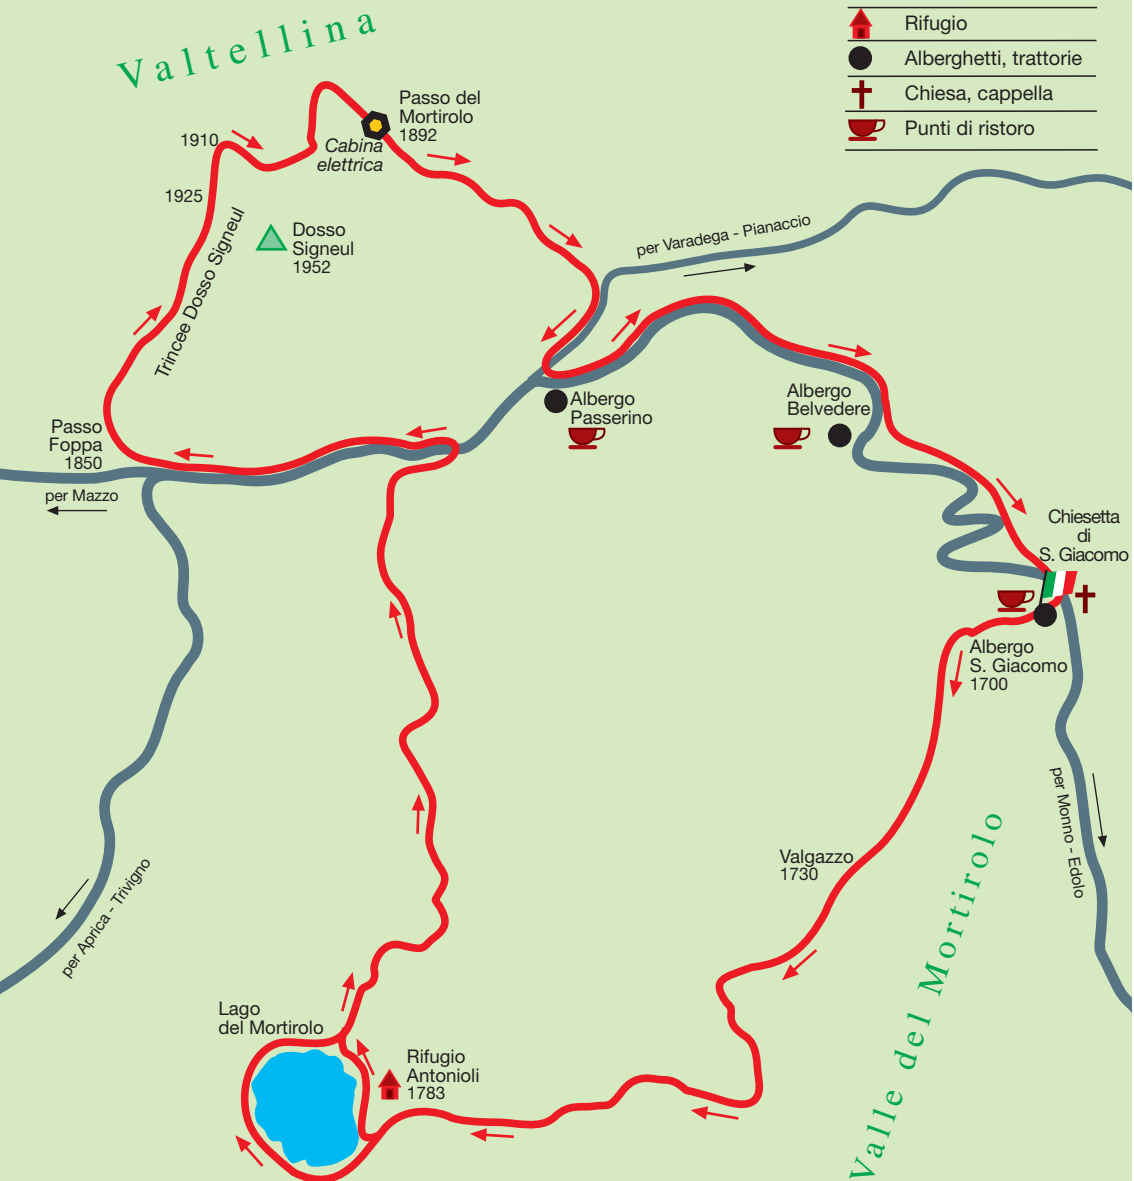 Valtellina
Rifugio
Alberghetti, trattorie
Chiesa, cappella
Punti di ristoro
Passo del
Mortirolo
1892
1910
Cabina
elettrica
1925
Dosso
Signeul
1952
Trincee Dosso Signeul
per Varadega - Pianaccio
Albergo
Passerino
Albergo
Belvedere
Passo
Foppa
1850
per Mazzo
Chiesetta
di
S. Giacomo
Albergo
S. Giacomo
1700
per Monno - Edolo
Valgazzo
1730
per Aprica - Trivigno
Valle del Mortirolo
Lago
del Mortirolo
Rifugio
Antonioli
1783